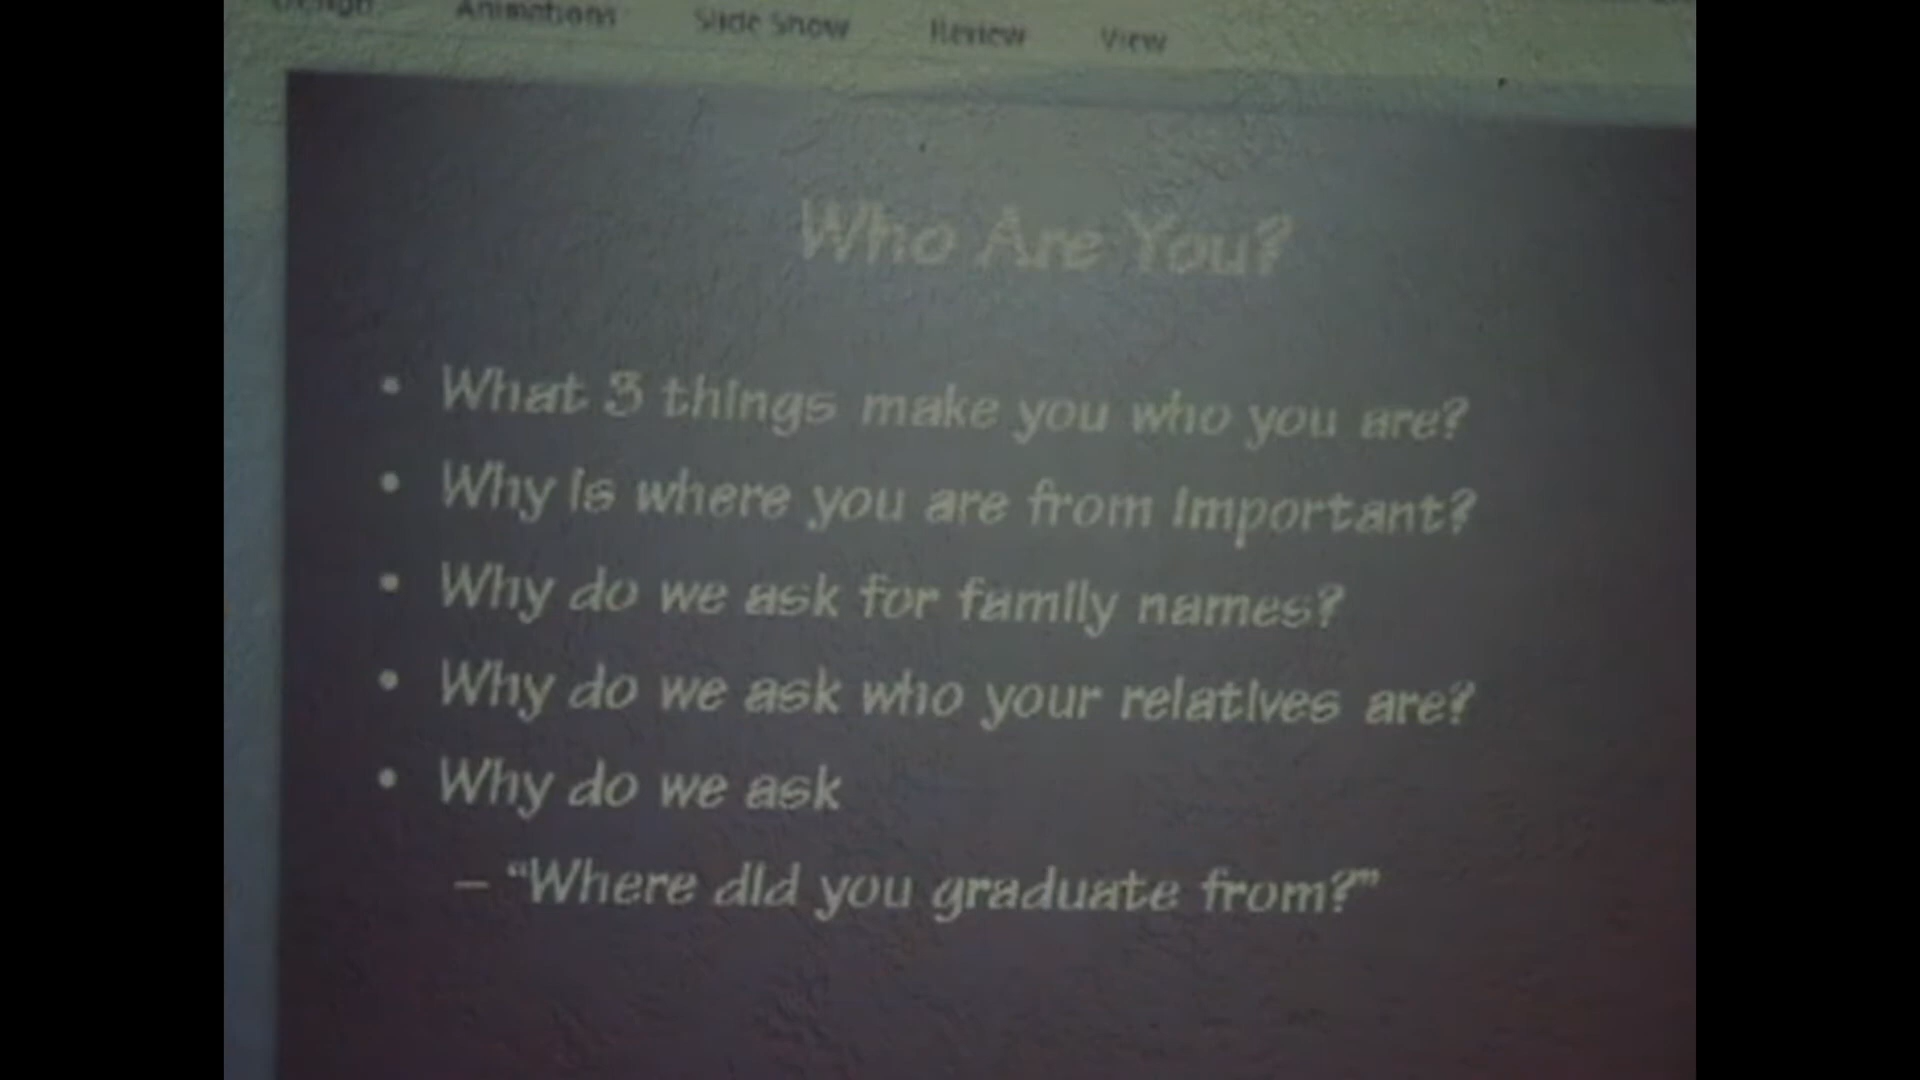 Design Animations Slide Show Review View
Who Are You?
• What 3 things make you who you are?
• Why is where you are from important?
• Why do we ask for family names?
• Why do we ask who your relatives are?
• Why do we ask
– “Where did you graduate from?”